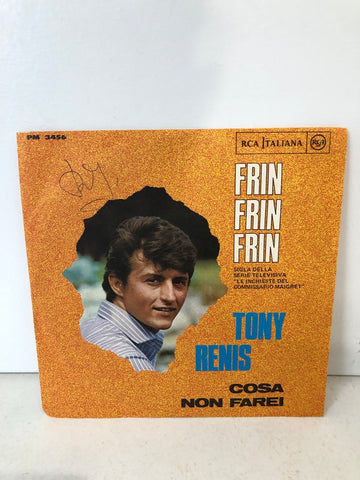 PM 3456
RCA ITALIANA
RCA
FRIN
FRIN
FRIN
SIGLA DELLA
SERIE TELEVISIVA
"LE INCHIESTE DEL
COMMISSARIO MAIGRET"
TONY
RENIS
COSA
NON FAREI